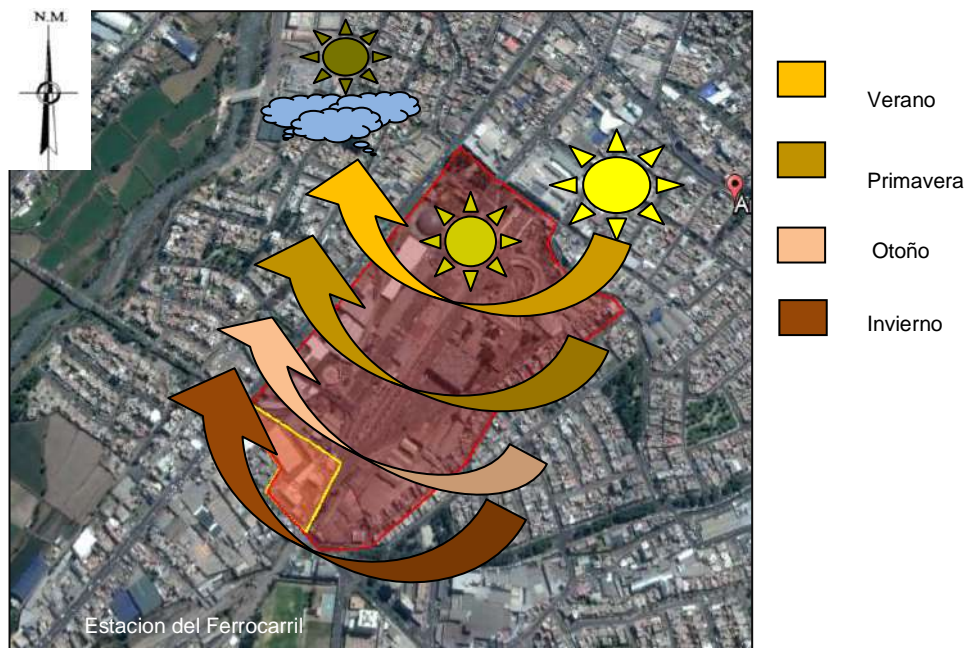 N.M.
Verano
Primavera
Otoño
Invierno
A
Estacion del Ferrocarril